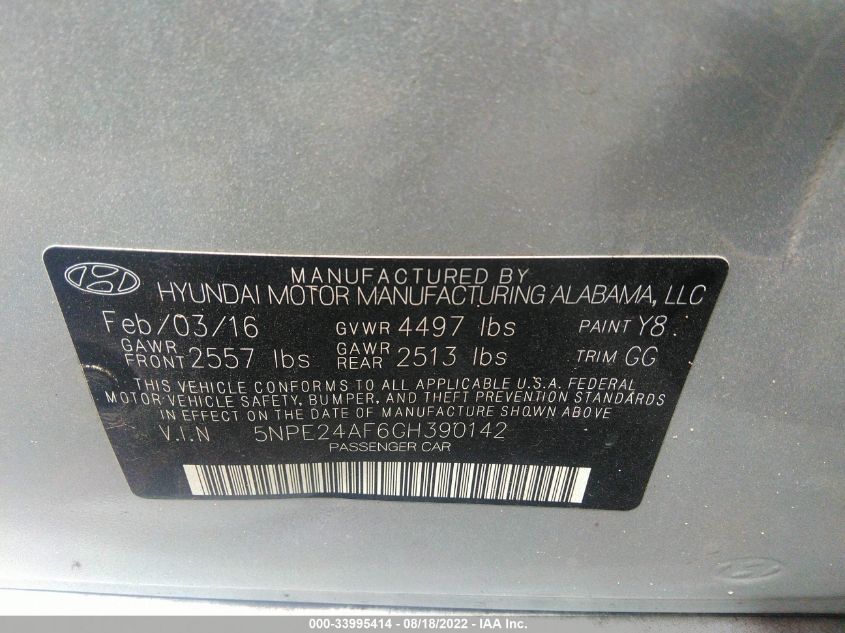 MANUFACTURED BY
HYUNDAI MOTOR MANUFACTURING ALABAMA, LLC
Feb/03/16 GVWR 4497 lbs PAINT Y8
GAWR FRONT 2557 lbs GAWR REAR 2513 lbs TRIM GG
THIS VEHICLE CONFORMS TO ALL APPLICABLE U.S.A. FEDERAL
MOTOR-VEHICLE SAFETY, BUMPER, AND THEFT PREVENTION STANDARDS
IN EFFECT ON THE DATE OF MANUFACTURE SHOWN ABOVE
V.I.N 5NPE24AF6GH390142
PASSENGER CAR
000-33995414 - 08/18/2022 - IAA Inc.